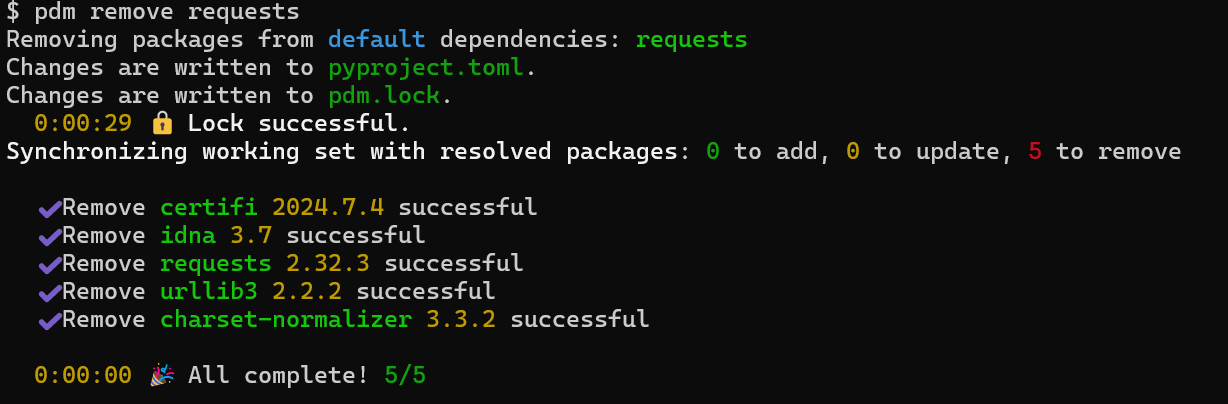 $ pdm remove requests
Removing packages from default dependencies: requests
Changes are written to pyproject.toml.
Changes are written to pdm.lock.
0:00:29 🔒 Lock successful.
Synchronizing working set with resolved packages: 0 to add, 0 to update, 5 to remove
✔Remove certifi 2024.7.4 successful
✔Remove idna 3.7 successful
✔Remove requests 2.32.3 successful
✔Remove urllib3 2.2.2 successful
✔Remove charset-normalizer 3.3.2 successful
0:00:00 🎉 All complete! 5/5